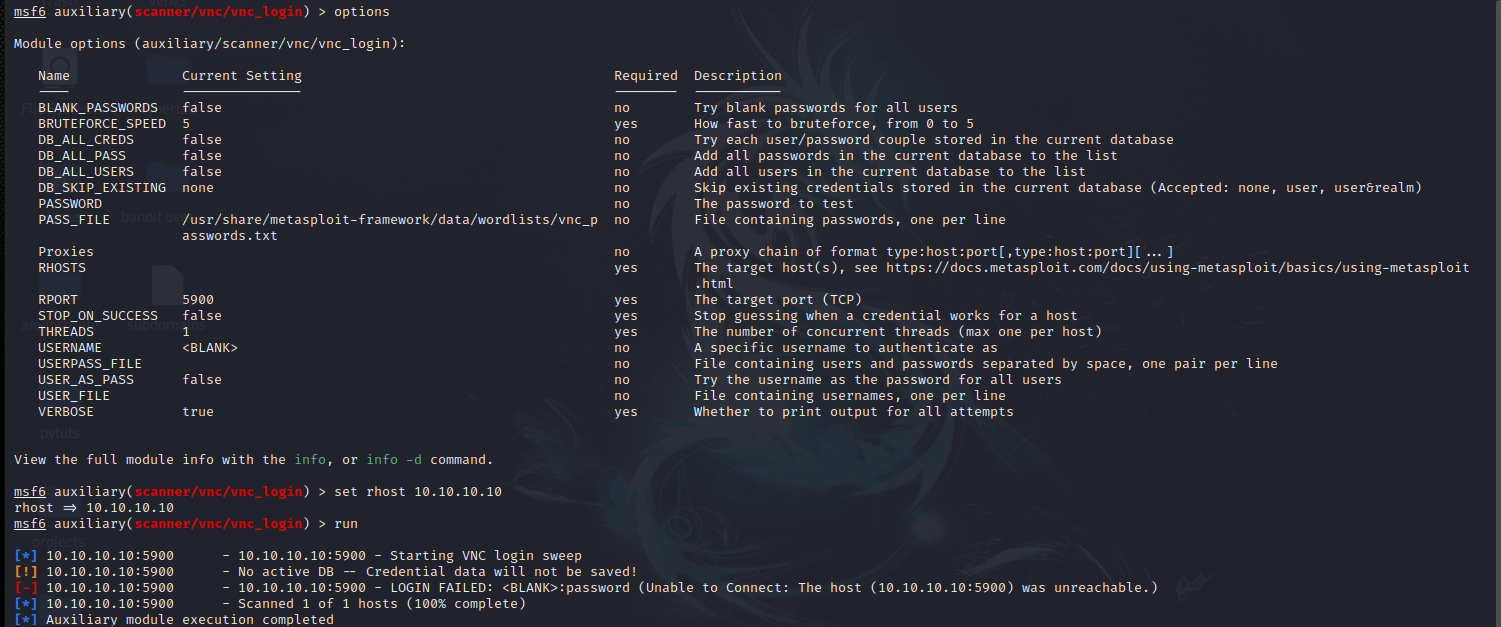 msf6 auxiliary(scanner/vnc/vnc_login) > options
Module options (auxiliary/scanner/vnc/vnc_login):
Name Current Setting Required Description
BLANK_PASSWORDS false no Try blank passwords for all users
BRUTEFORCE_SPEED 5 yes How fast to bruteforce, from 0 to 5
DB_ALL_CREDS false no Try each user/password couple stored in the current database
DB_ALL_PASS false no Add all passwords in the current database to the list
DB_ALL_USERS false no Add all users in the current database to the list
DB_SKIP_EXISTING none no Skip existing credentials stored in the current database (Accepted: none, user, user&realm)
PASSWORD no The password to test
PASS_FILE /usr/share/metasploit-framework/data/wordlists/vnc_p no File containing passwords, one per line
asswords.txt
Proxies no A proxy chain of format type:host:port[,type:host:port][...]
RHOSTS yes The target host(s), see https://docs.metasploit.com/docs/using-metasploit/basics/using-metasploit
.html
RPORT 5900 yes The target port (TCP)
STOP_ON_SUCCESS false yes Stop guessing when a credential works for a host
THREADS 1 yes The number of concurrent threads (max one per host)
USERNAME <BLANK> no A specific username to authenticate as
USERPASS_FILE no File containing users and passwords separated by space, one pair per line
USER_AS_PASS false no Try the username as the password for all users
USER_FILE no File containing usernames, one per line
VERBOSE true yes Whether to print output for all attempts
pytuts
View the full module info with the info, or info -d command.
msf6 auxiliary(scanner/vnc/vnc_login) > set rhost 10.10.10.10
rhost => 10.10.10.10
msf6 auxiliary(scanner/vnc/vnc_login) > run
projects
[*] 10.10.10.10:5900 - 10.10.10.10:5900 - Starting VNC login sweep
[!] 10.10.10.10:5900 - No active DB -- Credential data will not be saved!
[-] 10.10.10.10:5900 - 10.10.10.10:5900 - LOGIN FAILED: <BLANK>:password (Unable to Connect: The host (10.10.10.10:5900) was unreachable.)
[*] 10.10.10.10:5900 - Scanned 1 of 1 hosts (100% complete)
[*] Auxiliary module execution completed